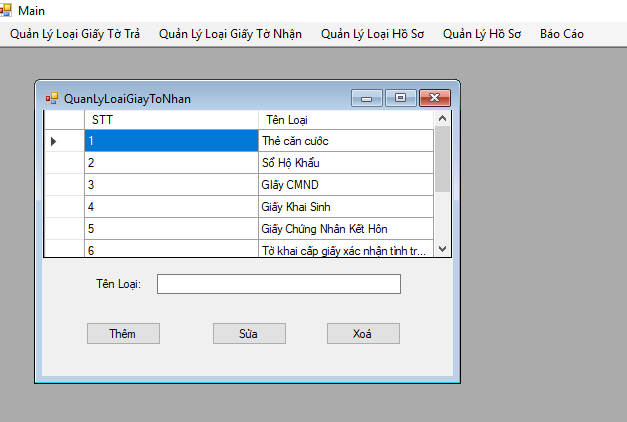 Main
Quản Lý Loại Giấy Tờ Trả Quản Lý Loại Giấy Tờ Nhận Quản Lý Loại Hồ Sơ Quản Lý Hồ Sơ Báo Cáo
QuanLyLoaiGiayToNhan
STT Tên Loại
1 Thẻ căn cước
2 Sổ Hộ Khẩu
3 GIấy CMND
4 Giấy Khai Sinh
5 Giấy Chứng Nhân Kết Hôn
6 Tờ khai cấp giấy xác nhận tình tr...
Tên Loại:
Thêm Sửa Xoá